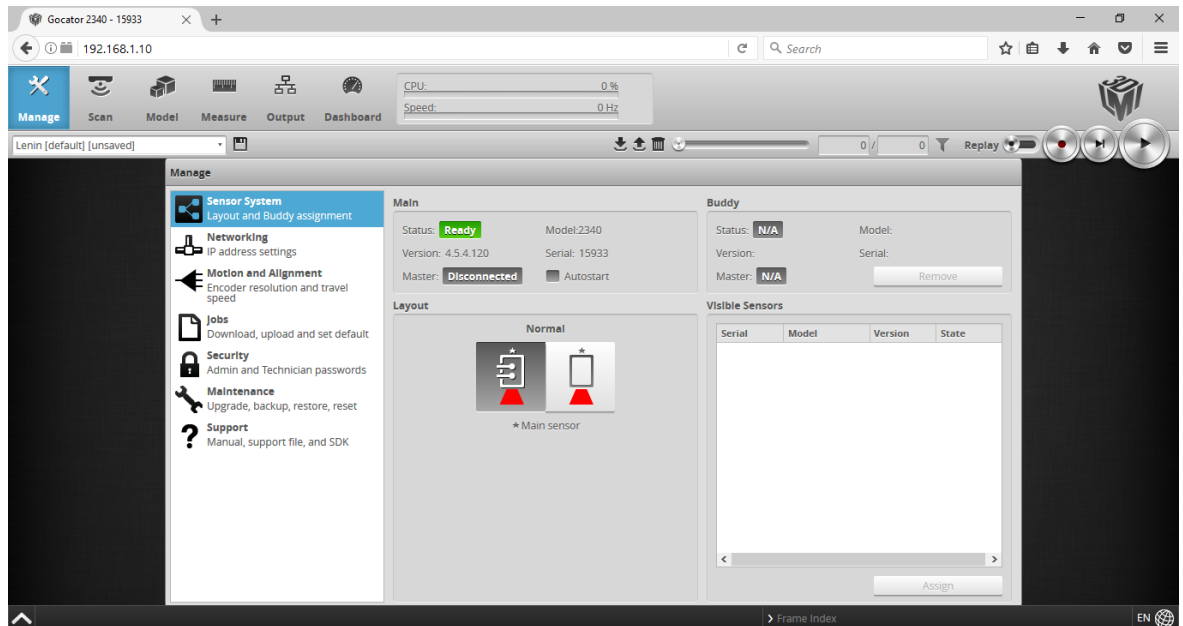 Gocator 2340 - 15933
192.168.1.10
Search
Manage Scan Model Measure Output Dashboard
CPU: 0 %
Speed: 0 Hz
Lenin [default] [unsaved]
0 / 0 Replay
Manage
Sensor System
Layout and Buddy assignment
Networking
IP address settings
Motion and Alignment
Encoder resolution and travel
speed
Jobs
Download, upload and set default
Security
Admin and Technician passwords
Maintenance
Upgrade, backup, restore, reset
Support
Manual, support file, and SDK
Main
Status: Ready Model:2340
Version: 4.5.4.120 Serial: 15933
Master: Disconnected Autostart
Layout
Normal
★ Main sensor
Buddy
Status: N/A Model:
Version: Serial:
Master: N/A Remove
Visible Sensors
Serial Model Version State
Assign
Frame Index
EN